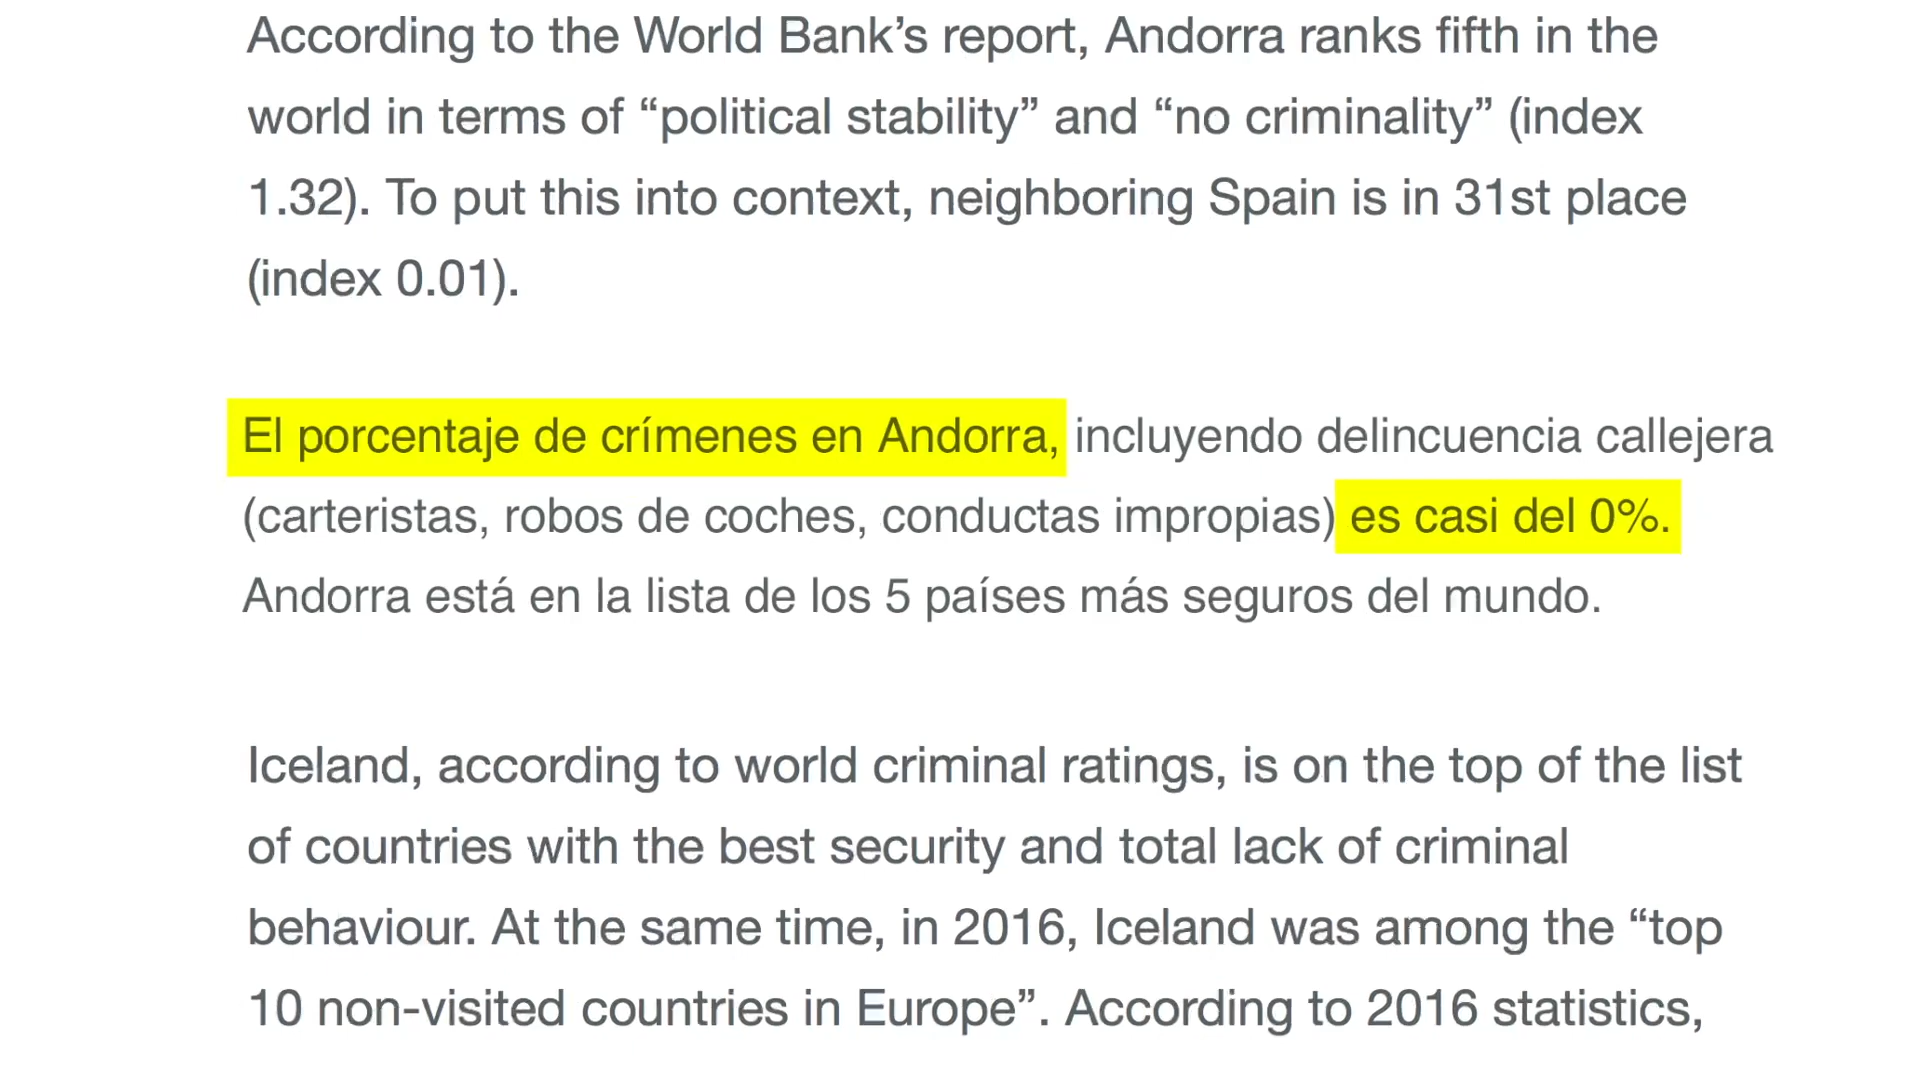 According to the World Bank’s report, Andorra ranks fifth in the
world in terms of “political stability” and “no criminality” (index
1.32). To put this into context, neighboring Spain is in 31st place
(index 0.01).
El porcentaje de crímenes en Andorra, incluyendo delincuencia callejera
(carteristas, robos de coches, conductas impropias) es casi del 0%.
Andorra está en la lista de los 5 países más seguros del mundo.
Iceland, according to world criminal ratings, is on the top of the list
of countries with the best security and total lack of criminal
behaviour. At the same time, in 2016, Iceland was among the “top
10 non-visited countries in Europe”. According to 2016 statistics,